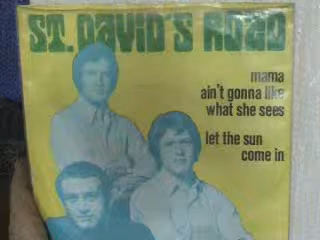 ST. DAVID'S ROAD
mama
ain't gonna like
what she sees
let the sun
come in